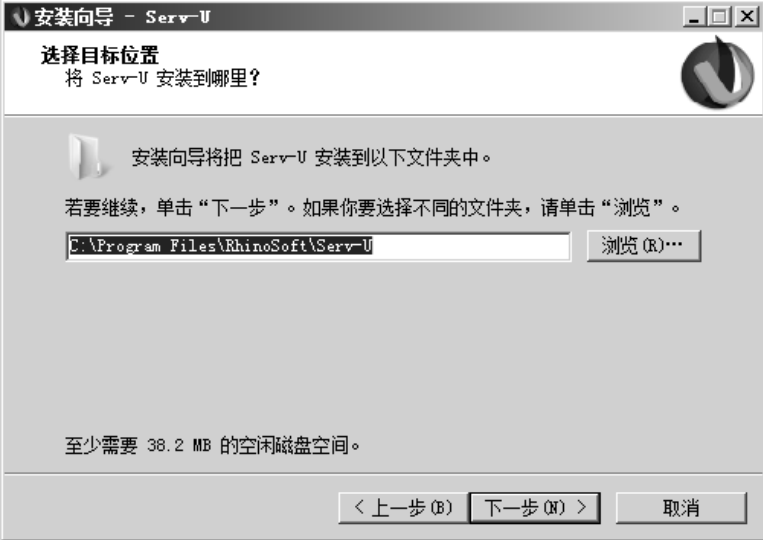 安装向导 - Serv-U
选择目标位置
将 Serv-U 安装到哪里?
安装向导将把 Serv-U 安装到以下文件夹中。
若要继续,单击“下一步”。如果你要选择不同的文件夹,请单击“浏览”。
C:\Program Files\RhinoSoft\Serv-U
浏览(R)…
至少需要 38.2 MB 的空闲磁盘空间。
< 上一步(B) 下一步(N) > 取消